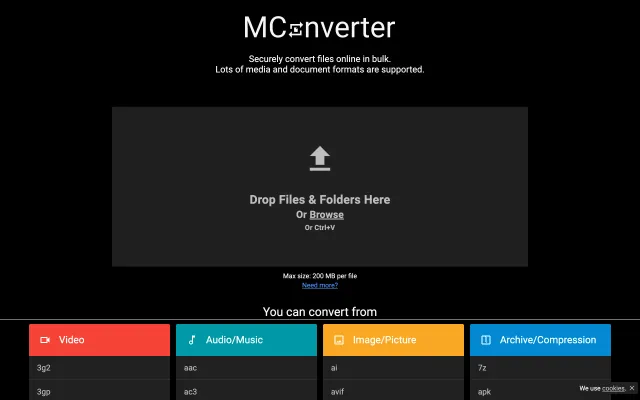 MConverter
Securely convert files online in bulk.
Lots of media and document formats are supported.
Drop Files & Folders Here
Or Browse
Or Ctrl+V
Max size: 200 MB per file
Need more?
You can convert from
Video
Audio/Music
Image/Picture
Archive/Compression
3g2
aac
ai
7z
3gp
ac3
avif
apk
We use cookies. ✕